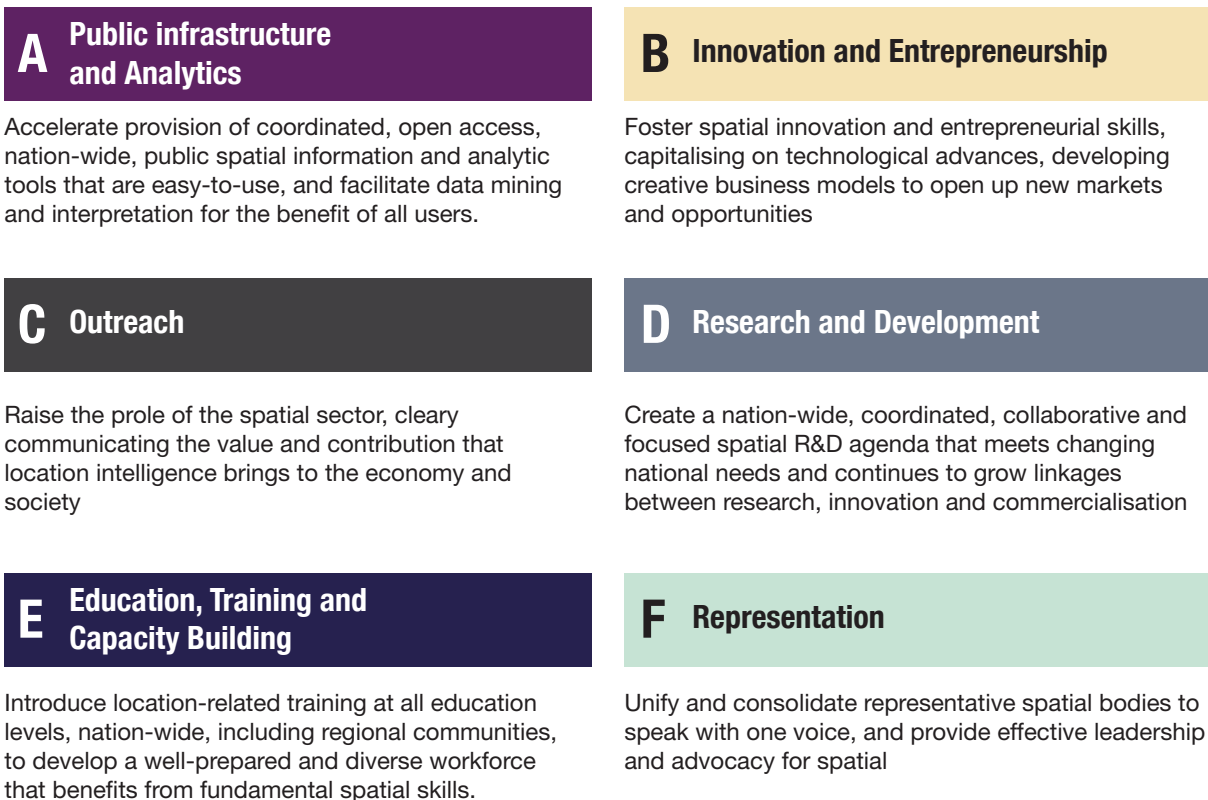 A Public infrastructure
and Analytics
Accelerate provision of coordinated, open access,
nation-wide, public spatial information and analytic
tools that are easy-to-use, and facilitate data mining
and interpretation for the benefit of all users.
B Innovation and Entrepreneurship
Foster spatial innovation and entrepreneurial skills,
capitalising on technological advances, developing
creative business models to open up new markets
and opportunities
C Outreach
Raise the prole of the spatial sector, cleary
communicating the value and contribution that
location intelligence brings to the economy and
society
D Research and Development
Create a nation-wide, coordinated, collaborative and
focused spatial R&D agenda that meets changing
national needs and continues to grow linkages
between research, innovation and commercialisation
E Education, Training and
Capacity Building
Introduce location-related training at all education
levels, nation-wide, including regional communities,
to develop a well-prepared and diverse workforce
that benefits from fundamental spatial skills.
F Representation
Unify and consolidate representative spatial bodies to
speak with one voice, and provide effective leadership
and advocacy for spatial